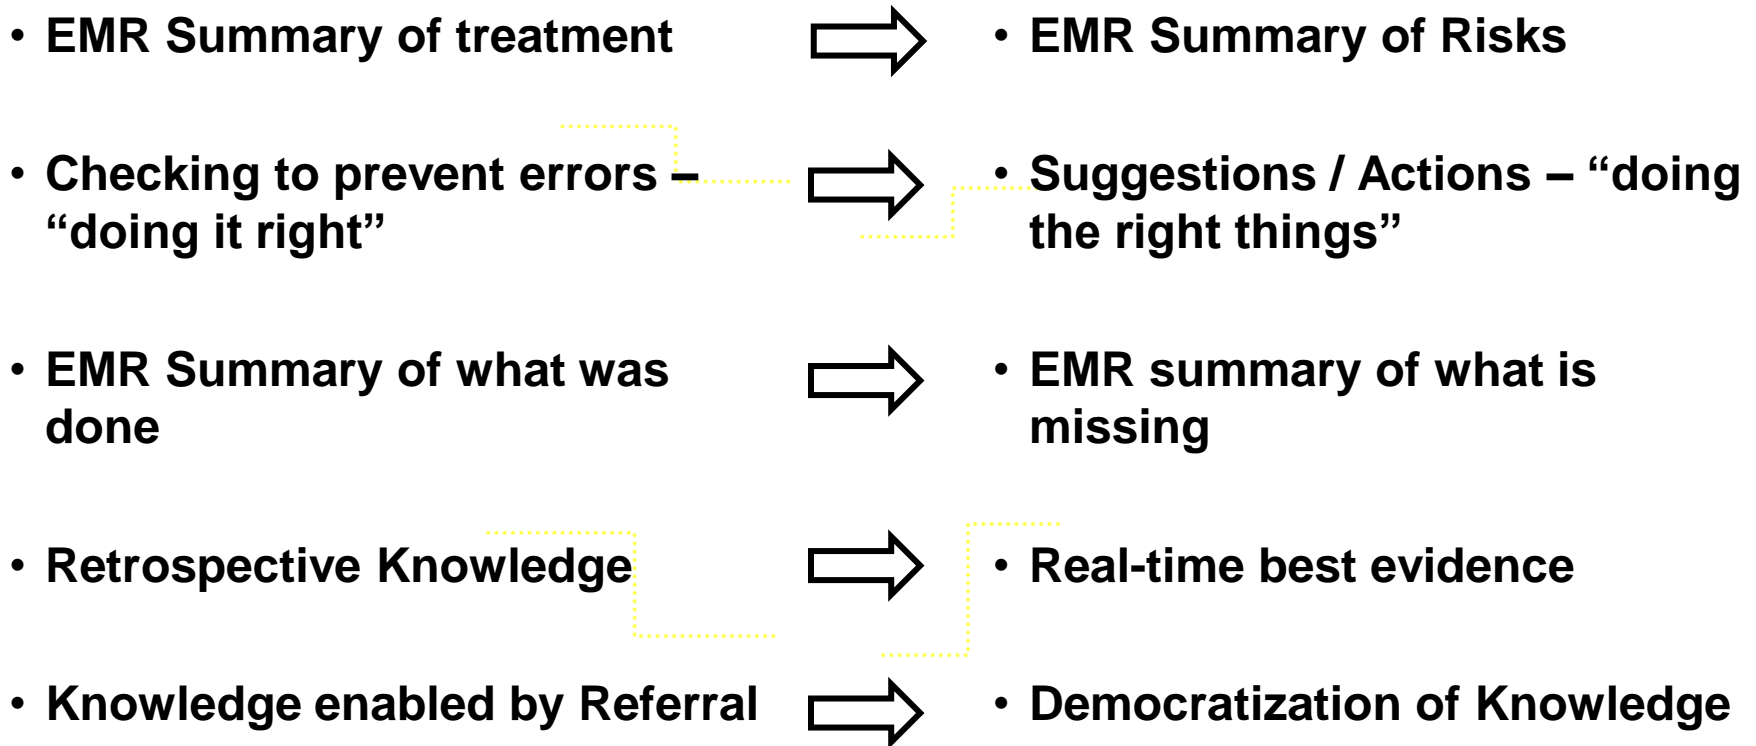 • EMR Summary of treatment
• EMR Summary of Risks
• Checking to prevent errors –
“doing it right”
• Suggestions / Actions – “doing
the right things”
• EMR Summary of what was
done
• EMR summary of what is
missing
• Retrospective Knowledge
• Real-time best evidence
• Knowledge enabled by Referral
• Democratization of Knowledge